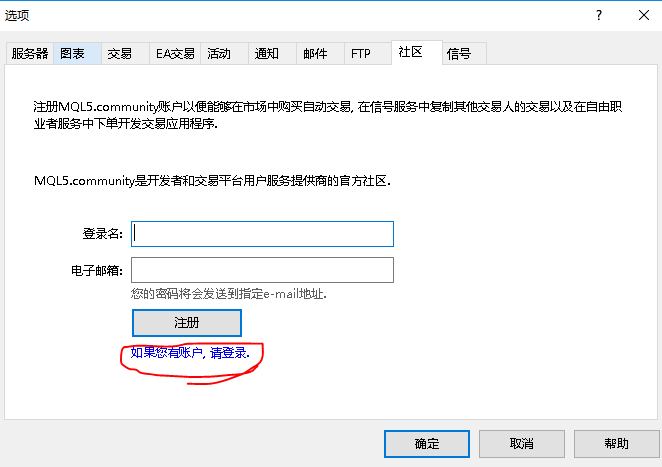 选项
?
服务器 图表 交易 EA交易 活动 通知 邮件 FTP 社区 信号
注册MQL5.community账户以便能够在市场中购买自动交易, 在信号服务中复制其他交易人的交易以及在自由职
业者服务中下单开发交易应用程序.
MQL5.community是开发者和交易平台用户服务提供商的官方社区.
登录名:
电子邮箱:
您的密码将会发送到指定e-mail地址.
注册
如果您有账户, 请登录.
确定 取消 帮助